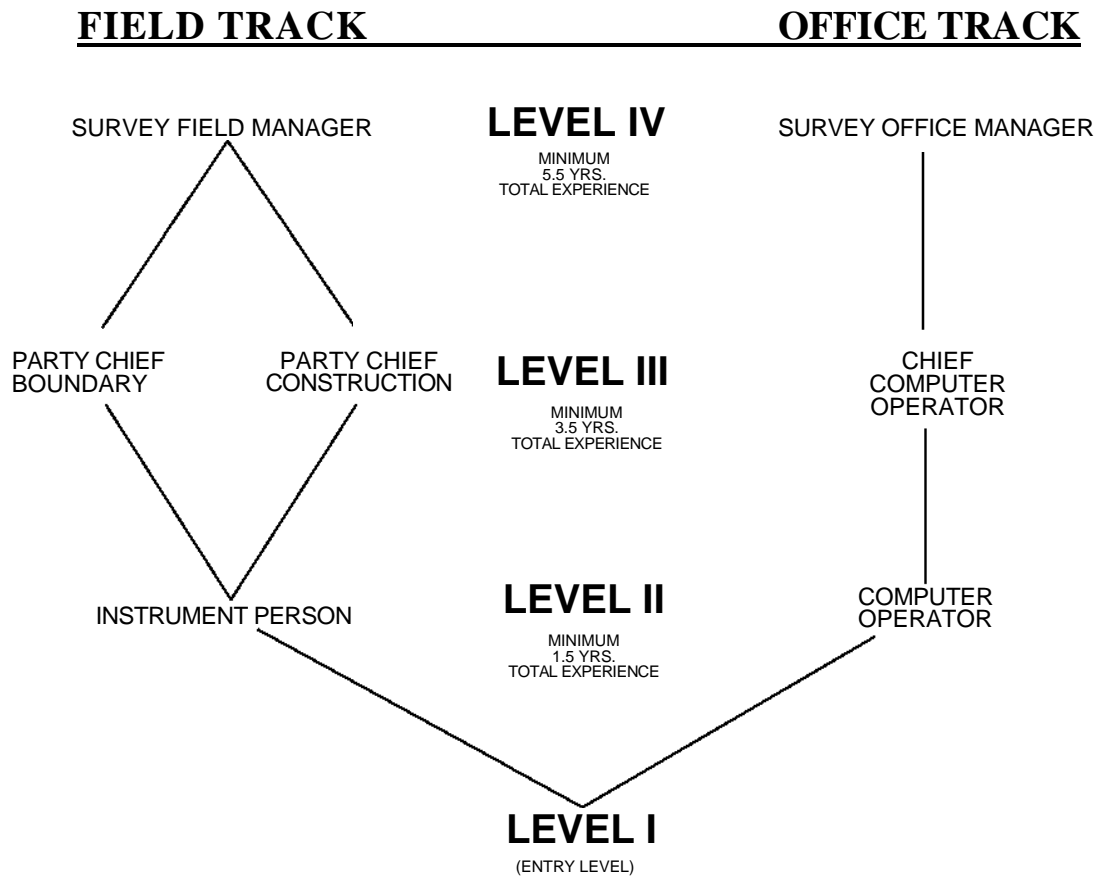 FIELD TRACK OFFICE TRACK
SURVEY FIELD MANAGER
LEVEL IV
MINIMUM
5.5 YRS.
TOTAL EXPERIENCE
SURVEY OFFICE MANAGER
PARTY CHIEF
BOUNDARY
PARTY CHIEF
CONSTRUCTION
LEVEL III
MINIMUM
3.5 YRS.
TOTAL EXPERIENCE
CHIEF
COMPUTER
OPERATOR
INSTRUMENT PERSON
LEVEL II
MINIMUM
1.5 YRS.
TOTAL EXPERIENCE
COMPUTER
OPERATOR
LEVEL I
(ENTRY LEVEL)